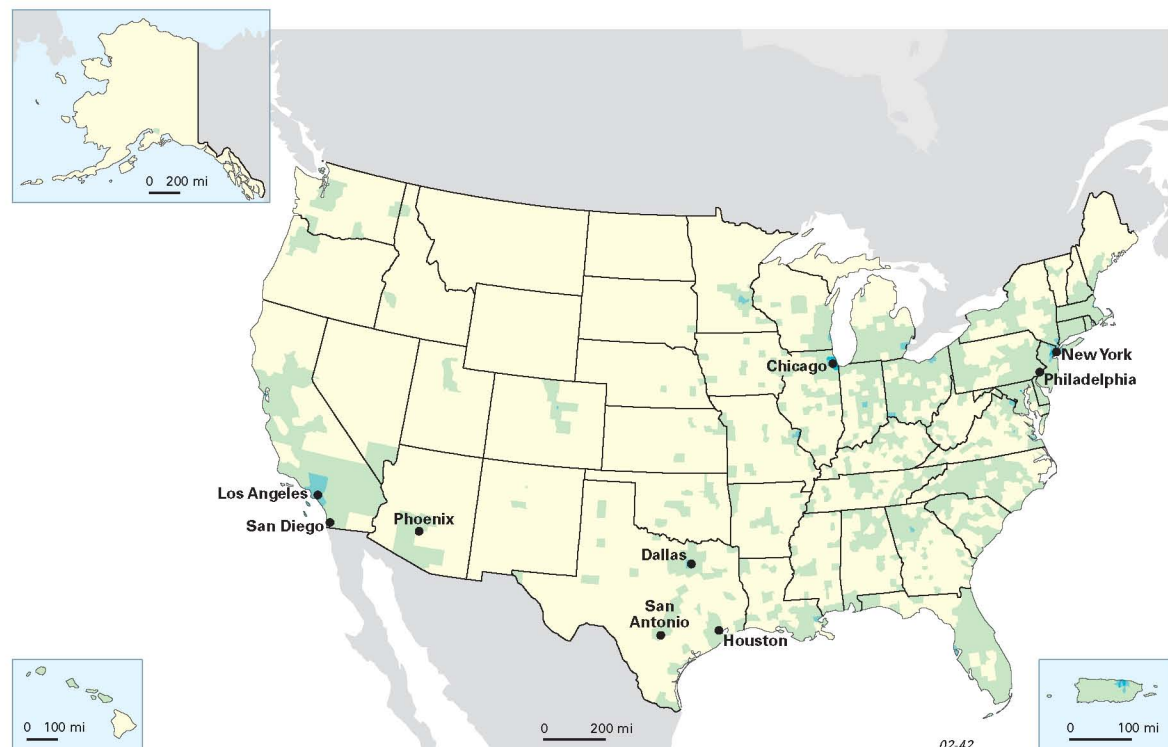 0 200 mi
Chicago
New York
Philadelphia
Los Angeles
San Diego
Phoenix
Dallas
San
Antonio
Houston
0 100 mi
0 200 mi
0 100 mi
02-42